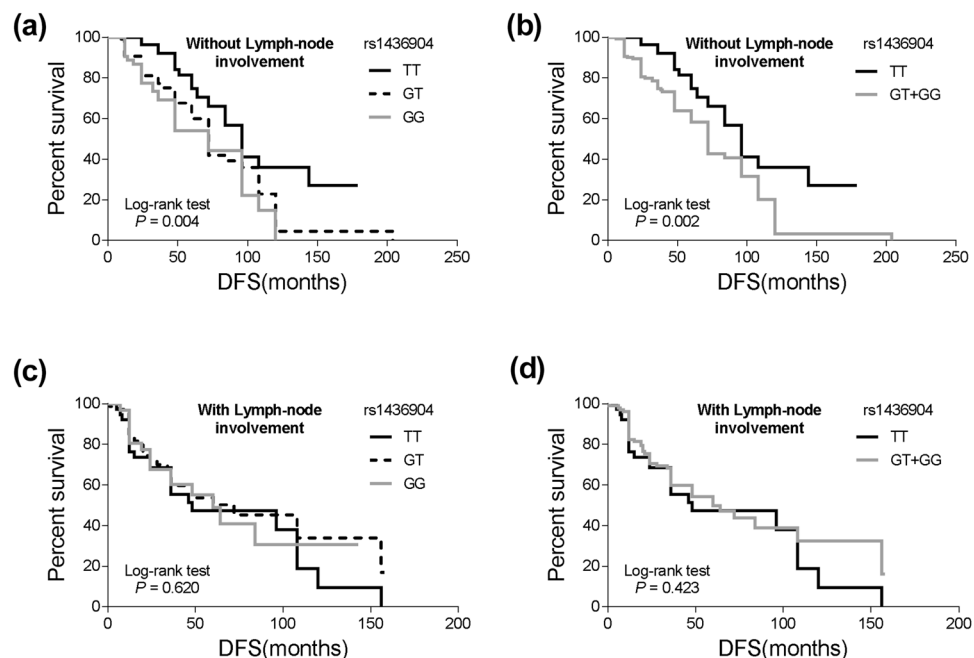 (a)
Without Lymph-node
involvement
rs1436904
TT
GT
GG
Percent survival
100
80
60
40
20
0
Log-rank test
P = 0.004
0 50 100 150 200 250
DFS(months)
(b)
Without Lymph-node
involvement
rs1436904
TT
GT+GG
Percent survival
100
80
60
40
20
0
Log-rank test
P = 0.002
0 50 100 150 200 250
DFS(months)
(c)
With Lymph-node
involvement
rs1436904
TT
GT
GG
Percent survival
100
80
60
40
20
0
Log-rank test
P = 0.620
0 50 100 150 200
DFS(months)
(d)
With Lymph-node
involvement
rs1436904
TT
GT+GG
Percent survival
100
80
60
40
20
0
Log-rank test
P = 0.423
0 50 100 150 200
DFS(months)